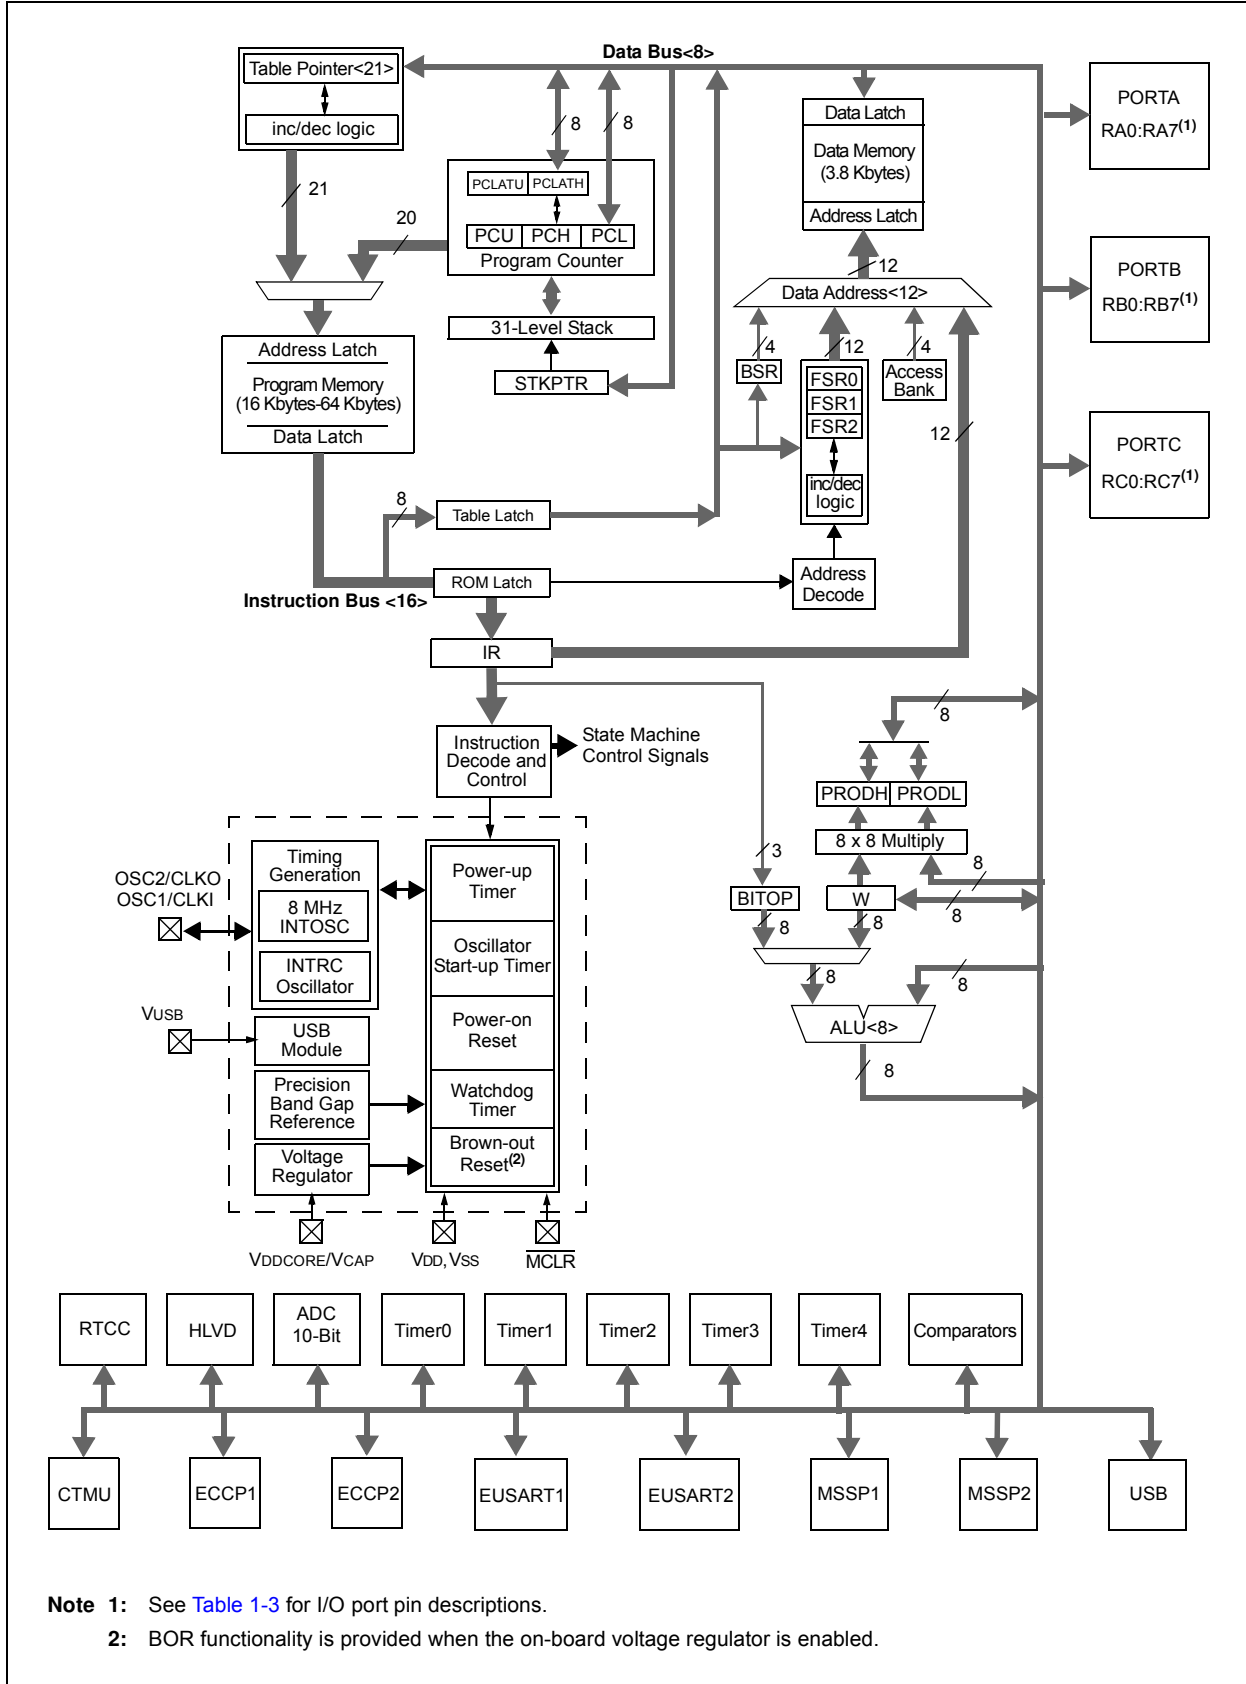 Data Bus<8>
Table Pointer<21>
inc/dec logic
21
20
8
8
PCLATU PCLATH
PCU PCH PCL
Program Counter
31-Level Stack
STKPTR
Address Latch
Program Memory
(16 Kbytes-64 Kbytes)
Data Latch
Data Latch
Data Memory
(3.8 Kbytes)
Address Latch
12
Data Address<12>
4
12
4
BSR
FSR0
FSR1
FSR2
inc/dec
logic
Access
Bank
12
PORTA
RA0:RA7(1)
PORTB
RB0:RB7(1)
PORTC
RC0:RC7(1)
8
Table Latch
ROM Latch
Instruction Bus <16>
Address
Decode
IR
Instruction
Decode and
Control
State Machine
Control Signals
8
PRODH PRODL
8 x 8 Multiply
3
8
BITOP
W
8
8
8
8
8
ALU<8>
8
OSC2/CLKO
OSC1/CLKI
Timing
Generation
8 MHz
INTOSC
INTRC
Oscillator
VUSB
USB
Module
Precision
Band Gap
Reference
Voltage
Regulator
Power-up
Timer
Oscillator
Start-up Timer
Power-on
Reset
Watchdog
Timer
Brown-out
Reset(2)
VDDCORE/VCAP
VDD, VSS
MCLR
RTCC
HLVD
ADC
10-Bit
Timer0
Timer1
Timer2
Timer3
Timer4
Comparators
CTMU
ECCP1
ECCP2
EUSART1
EUSART2
MSSP1
MSSP2
USB
Note 1: See Table 1-3 for I/O port pin descriptions.
2: BOR functionality is provided when the on-board voltage regulator is enabled.